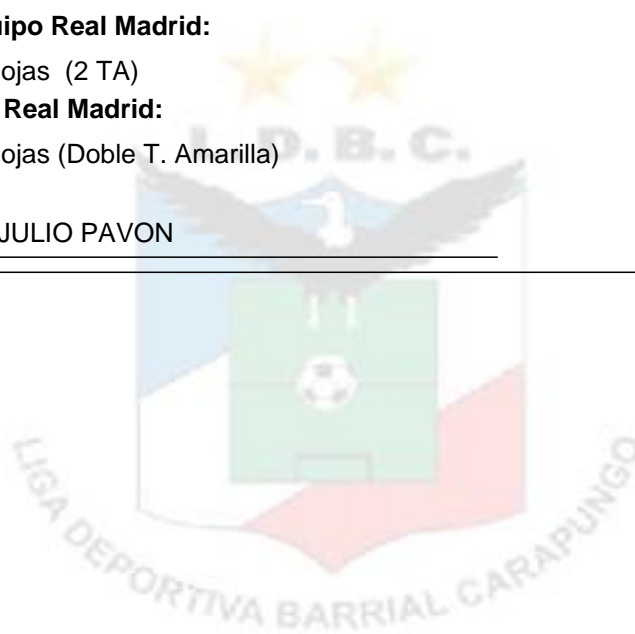 uipo Real Madrid:
ojas (2 TA)
Real Madrid:
ojas (Doble T. Amarilla)
L. D. B. C.
JULIO PAVON
LIGA DEPORTIVA BARRIAL CARAPUNGO